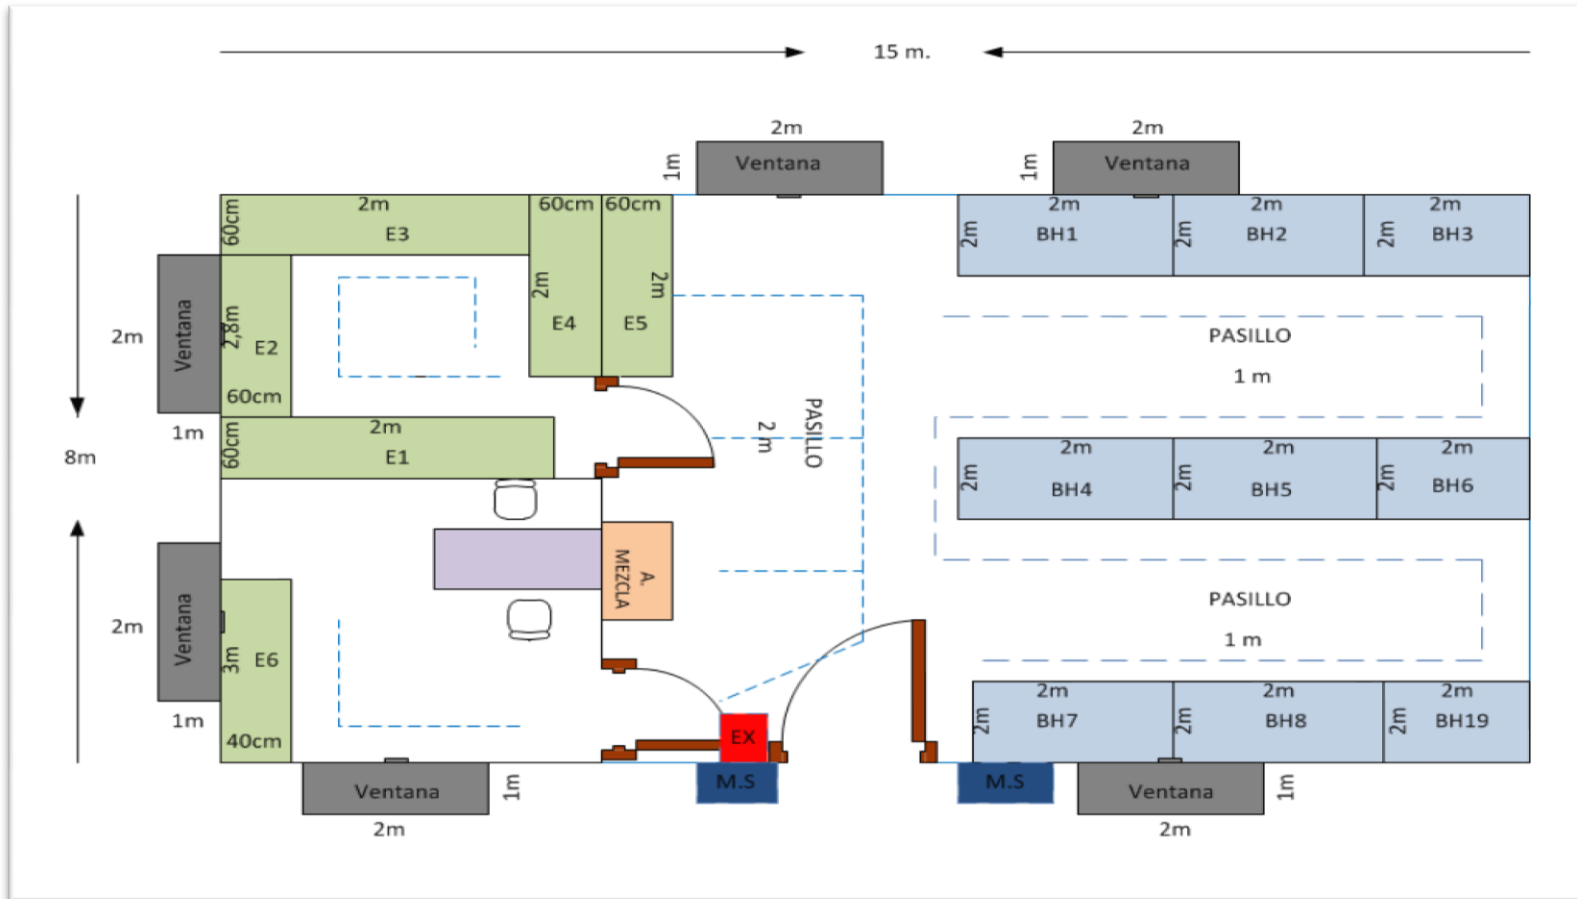 15 m.
2m
2m
1m
Ventana
1m
Ventana
60cm
2m
E3
60cm
60cm
2m
E4
2m
E5
2m
2m
BH1
2m
2m
BH2
2m
2m
BH3
Ventana
2m
1m
2,8m
E2
60cm
PASILLO
1 m
PASILLO
2 m
8m
60cm
2m
E1
2m
2m
BH4
2m
2m
BH5
2m
2m
BH6
A.
MEZCLA
Ventana
2m
1m
3m
E6
40cm
PASILLO
1 m
EX
M.S
M.S
2m
2m
BH7
2m
2m
BH8
2m
2m
BH19
Ventana
1m
2m
Ventana
1m
2m